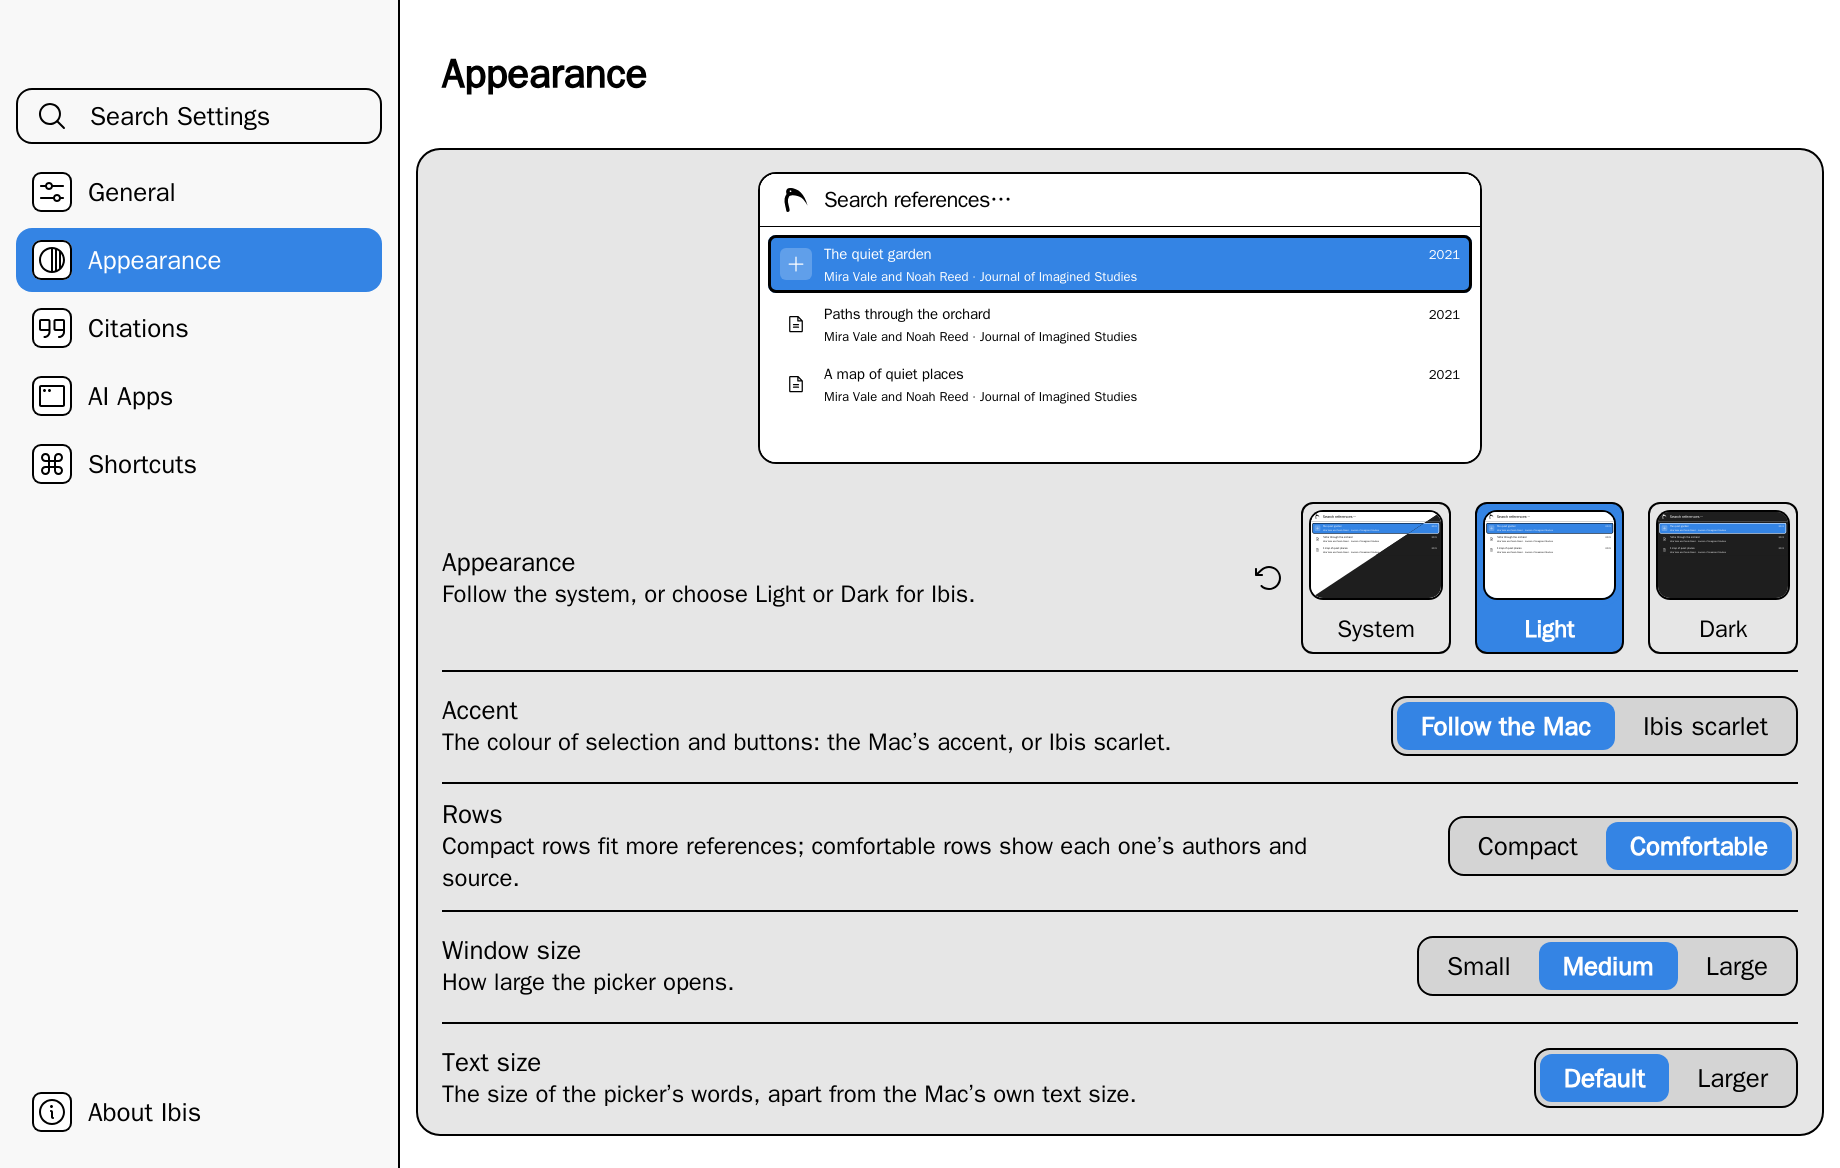 Appearance
Search Settings
General
Appearance
Citations
AI Apps
Shortcuts
About Ibis
Search references···
The quiet garden 2021
Mira Vale and Noah Reed · Journal of Imagined Studies
Paths through the orchard 2021
Mira Vale and Noah Reed · Journal of Imagined Studies
A map of quiet places 2021
Mira Vale and Noah Reed · Journal of Imagined Studies
Appearance
Follow the system, or choose Light or Dark for Ibis.
System Light Dark
Accent
The colour of selection and buttons: the Mac’s accent, or Ibis scarlet.
Follow the Mac Ibis scarlet
Rows
Compact rows fit more references; comfortable rows show each one’s authors and
source.
Compact Comfortable
Window size
How large the picker opens.
Small Medium Large
Text size
The size of the picker’s words, apart from the Mac’s own text size.
Default Larger